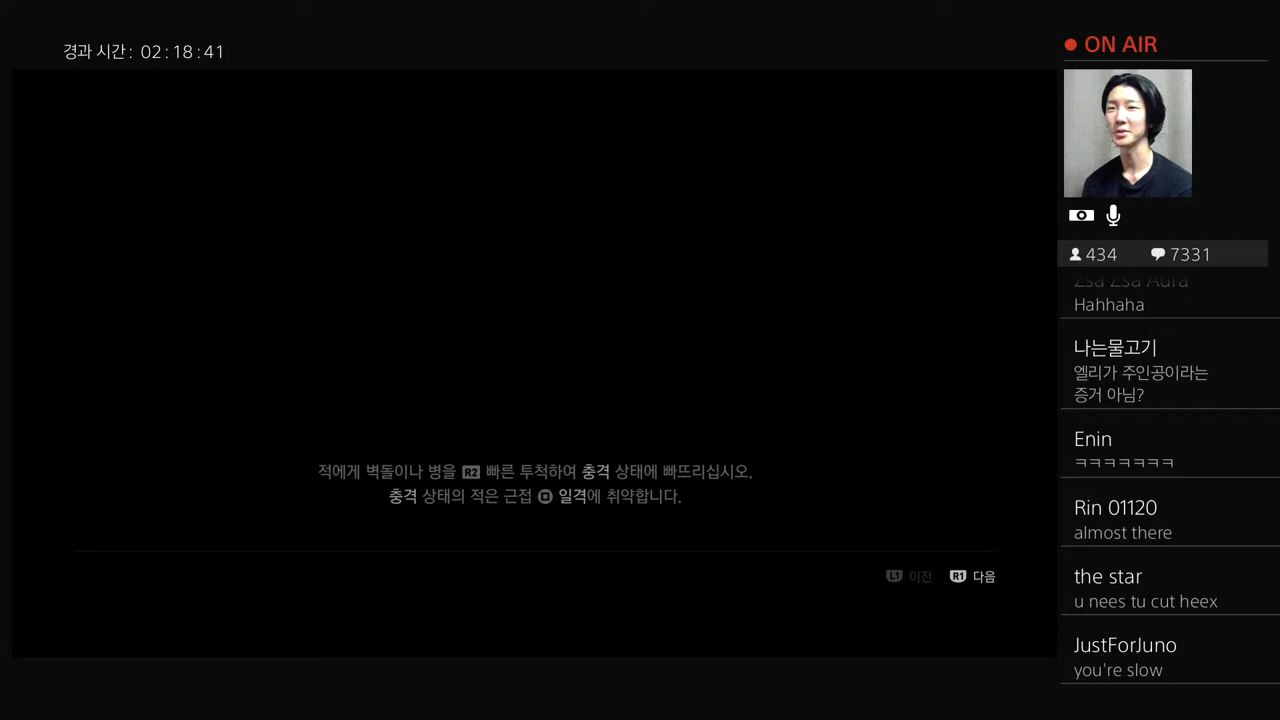 경과 시간: 02:18:41
ON AIR
434 7331
Zsa Zsa Aura
Hahhaha
나는물고기
엘리가 주인공이라는
증거 아님?
Enin
ㅋㅋㅋㅋㅋㅋㅋ
Rin 01120
almost there
the star
u nees tu cut heex
JustForJuno
you're slow
적에게 벽돌이나 병을 R2 빠른 투척하여 충격 상태에 빠뜨리십시오.
충격 상태의 적은 근접 일격에 취약합니다.
L1 이전 R1 다음